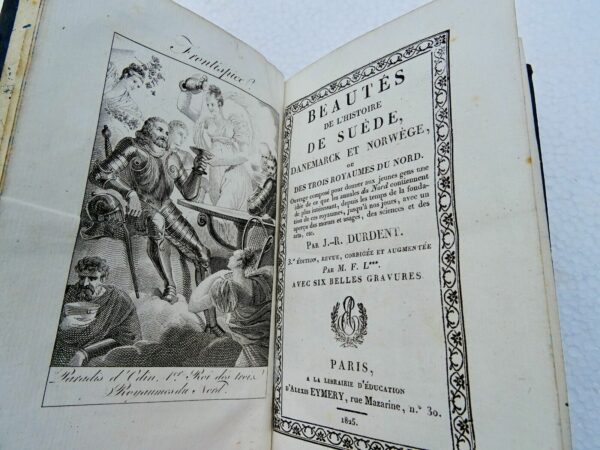 Frontispice
Paradis d'Odin, 1er Roi des trois
Royaumes du Nord.
BEAUTÉS
DE L'HISTOIRE
DE SUÈDE,
DANEMARCK ET NORWÈGE,
OU
DES TROIS ROYAUMES DU NORD.
Ouvrage composé pour donner aux jeunes gens une
idée de ce que les annales du Nord contiennent
de plus intéressant, depuis les temps de la fonda-
tion de ces royaumes, jusqu'à nos jours, avec un
aperçu des mœurs et usages, des sciences et des
arts, etc.
PAR J.-R. DURDENT.
3.e ÉDITION, REVUE, CORRIGÉE ET AUGMENTÉE
PAR M. F. L***.
AVEC SIX BELLES GRAVURES
PARIS,
A LA LIBRAIRIE D'ÉDUCATION
D'ALEXIS EYMERY, rue Mazarine, n.° 30.
1825.